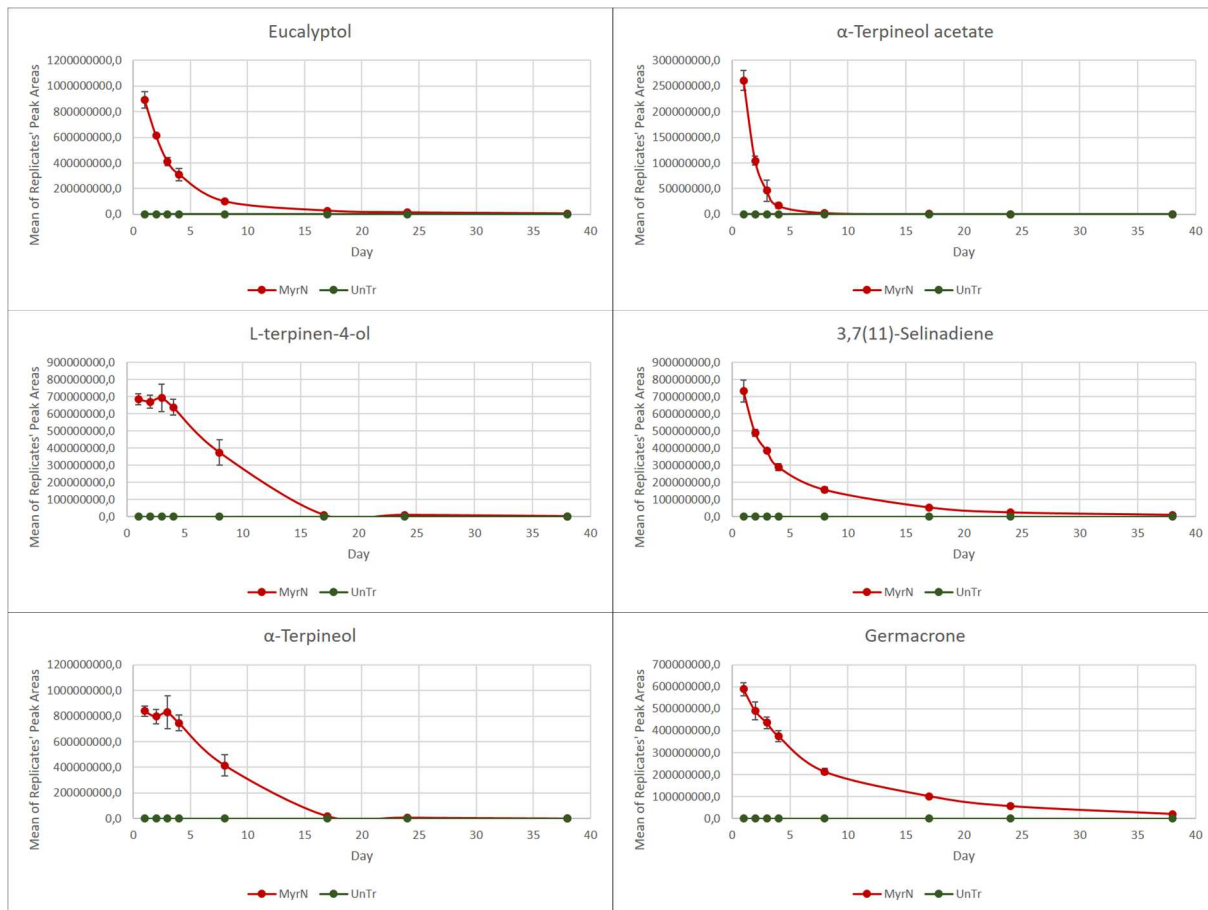 Eucalyptol
Mean of Replicates' Peak Areas
1200000000,0
1000000000,0
800000000,0
600000000,0
400000000,0
200000000,0
0,0
0 5 10 15 20 25 30 35 40
Day
MyrN UnTr
α-Terpineol acetate
Mean of Replicates' Peak Areas
300000000,0
250000000,0
200000000,0
150000000,0
100000000,0
50000000,0
0,0
0 5 10 15 20 25 30 35 40
Day
MyrN UnTr
L-terpinen-4-ol
Mean of Replicates' Peak Areas
900000000,0
800000000,0
700000000,0
600000000,0
500000000,0
400000000,0
300000000,0
200000000,0
100000000,0
0,0
0 5 10 15 20 25 30 35 40
Day
MyrN UnTr
3,7(11)-Selinadiene
Mean of Replicates' Peak Areas
900000000,0
800000000,0
700000000,0
600000000,0
500000000,0
400000000,0
300000000,0
200000000,0
100000000,0
0,0
0 5 10 15 20 25 30 35 40
Day
MyrN UnTr
α-Terpineol
Mean of Replicates' Peak Areas
1200000000,0
1000000000,0
800000000,0
600000000,0
400000000,0
200000000,0
0,0
0 5 10 15 20 25 30 35 40
Day
MyrN UnTr
Germacrone
Mean of Replicates' Peak Areas
700000000,0
600000000,0
500000000,0
400000000,0
300000000,0
200000000,0
100000000,0
0,0
0 5 10 15 20 25 30 35 40
Day
MyrN UnTr